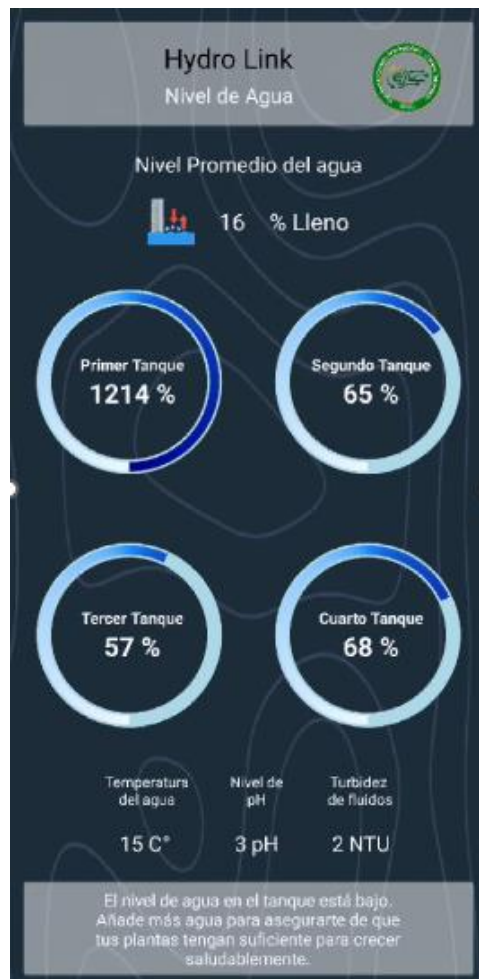 Hydro Link
Nivel de Agua
Nivel Promedio del agua
16 % Lleno
Primer Tanque
1214 %
Segundo Tanque
65 %
Tercer Tanque
57 %
Cuarto Tanque
68 %
Temperatura
del agua
15 C°
Nivel de
pH
3 pH
Turbidez
de fluidos
2 NTU
El nivel de agua en el tanque está bajo.
Añade más agua para asegurarte de que
tus plantas tengan suficiente para crecer
saludablemente.